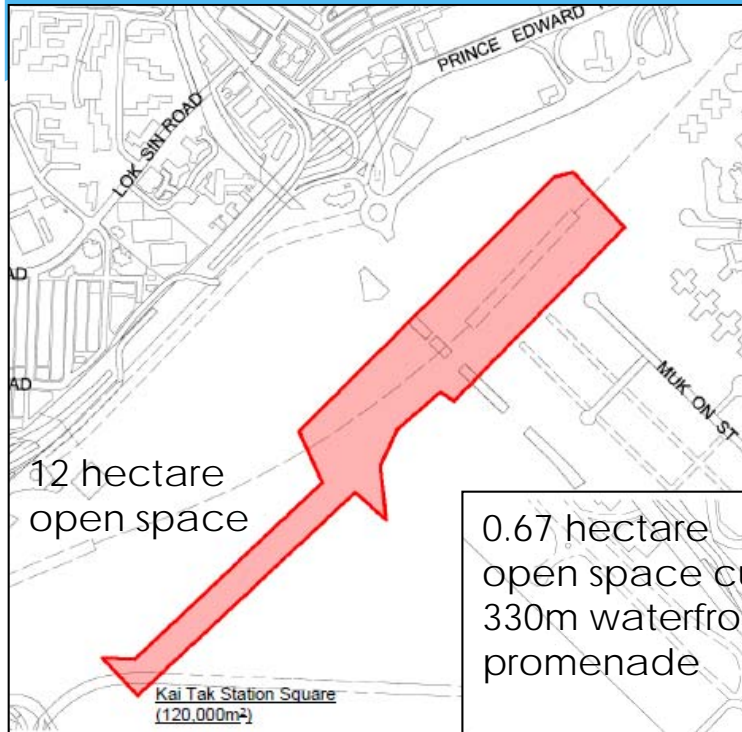 PRINCE EDWARD
LOK SIN ROAD
AD
AD
MUK ON ST
12 hectare
open space
0.67 hectare
open space cu
330m waterfro
promenade
Kai Tak Station Square
(120,000m²)